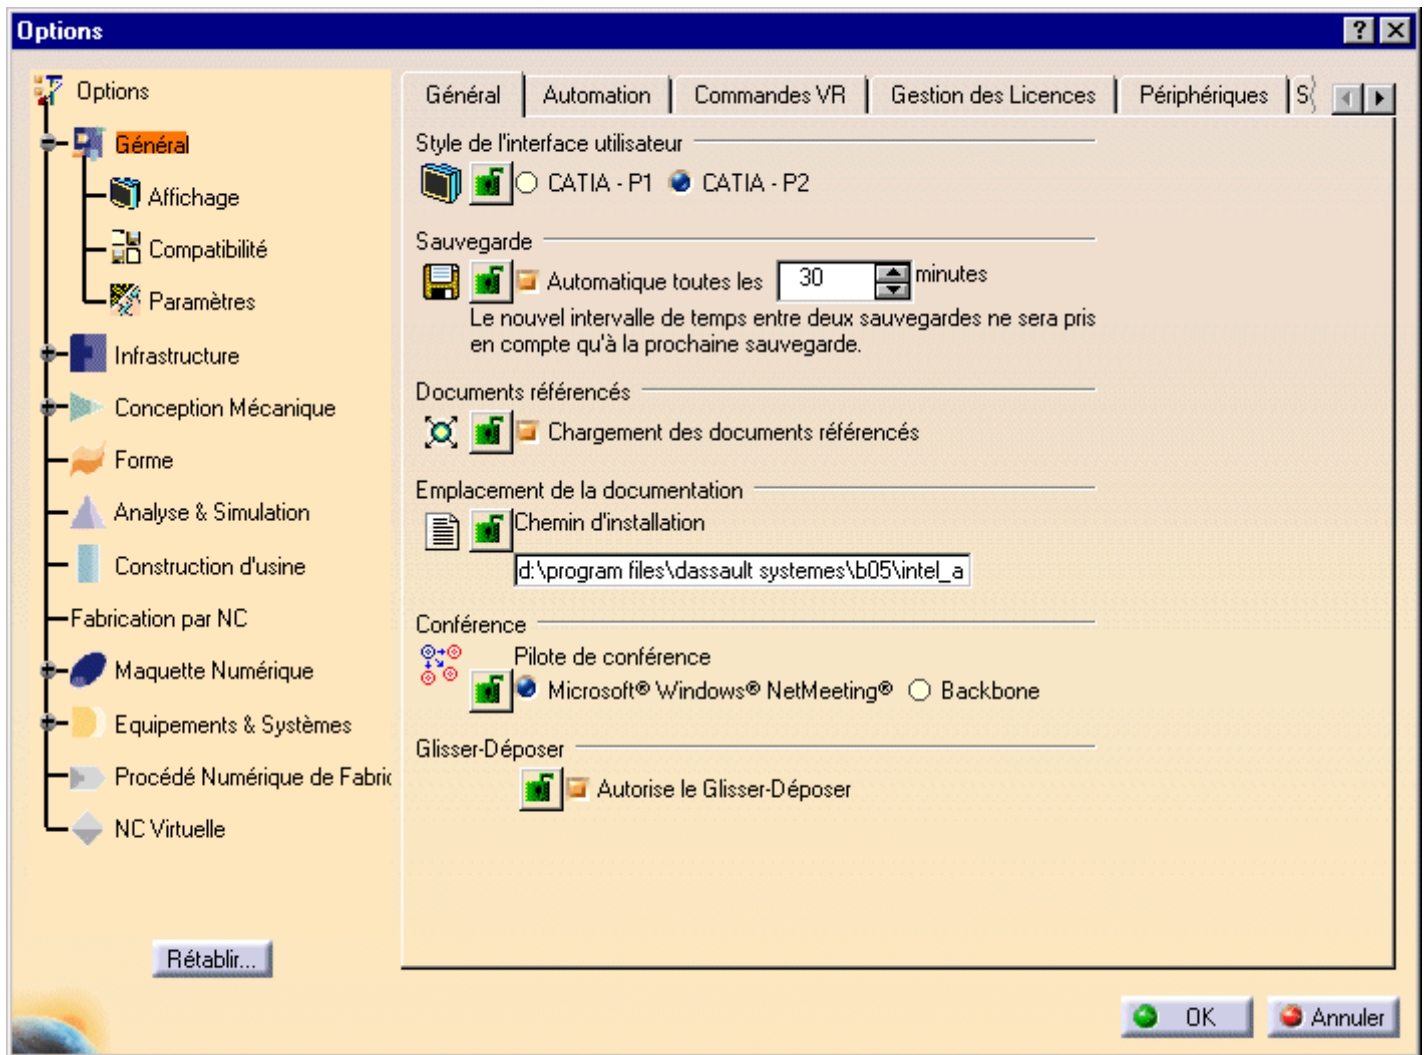 Options
Options
Général
Affichage
Compatibilité
Paramètres
Infrastructure
Conception Mécanique
Forme
Analyse & Simulation
Construction d'usine
Fabrication par NC
Maquette Numérique
Equipements & Systèmes
Procédé Numérique de Fabric
NC Virtuelle
Rétablir...
Général Automation Commandes VR Gestion des Licences Périphériques S
Style de l'interface utilisateur
CATIA - P1 CATIA - P2
Sauvegarde
Automatique toutes les 30 minutes
Le nouvel intervalle de temps entre deux sauvegardes ne sera pris
en compte qu'à la prochaine sauvegarde.
Documents référencés
Chargement des documents référencés
Emplacement de la documentation
Chemin d'installation
d:\program files\dassault systemes\b05\intel_a
Conférence
Pilote de conférence
Microsoft® Windows® NetMeeting® Backbone
Glisser-Déposer
Autorise le Glisser-Déposer
OK Annuler